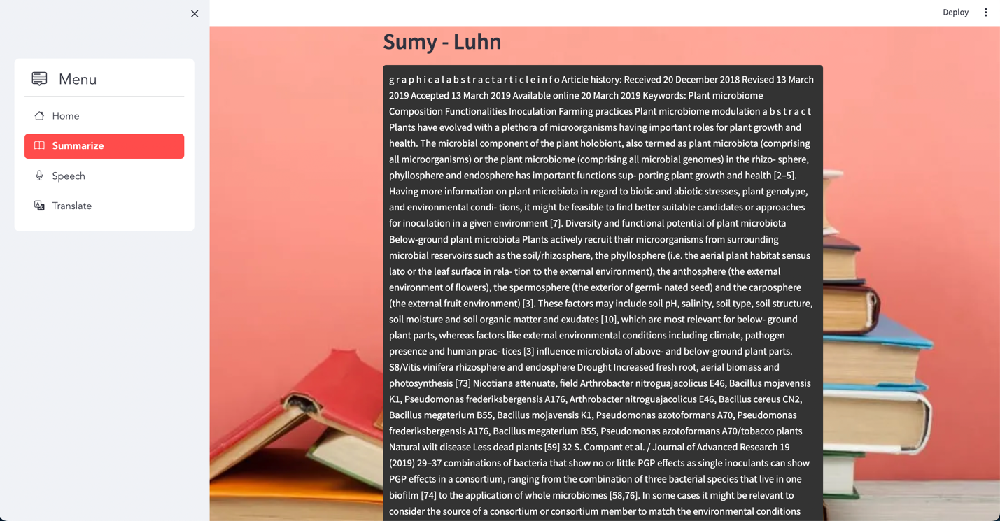 Deploy
Menu
Home
Summarize
Speech
Translate
Sumy - Luhn
g r a p h i c a l a b s t r a c t a r t i c l e i n f o Article history: Received 20 December 2018 Revised 13 March
2019 Accepted 13 March 2019 Available online 20 March 2019 Keywords: Plant microbiome
Composition Functionalities Inoculation Farming practices Plant microbiome modulation a b s t r a c t
Plants have evolved with a plethora of microorganisms having important roles for plant growth and
health. The microbial component of the plant holobiont, also termed as plant microbiota (comprising
all microorganisms) or the plant microbiome (comprising all microbial genomes) in the rhizo- sphere,
phyllosphere and endosphere has important functions sup- porting plant growth and health [2–5].
Having more information on plant microbiota in regard to biotic and abiotic stresses, plant genotype,
and environmental condi- tions, it might be feasible to find better suitable candidates or approaches
for inoculation in a given environment [7]. Diversity and functional potential of plant microbiota
Below-ground plant microbiota Plants actively recruit their microorganisms from surrounding
microbial reservoirs such as the soil/rhizosphere, the phyllosphere (i.e. the aerial plant habitat sensus
lato or the leaf surface in rela- tion to the external environment), the anthosphere (the external
environment of flowers), the spermosphere (the exterior of germi- nated seed) and the carposphere
(the external fruit environment) [3]. These factors may include soil pH, salinity, soil type, soil structure,
soil moisture and soil organic matter and exudates [10], which are most relevant for below- ground
plant parts, whereas factors like external environmental conditions including climate, pathogen
presence and human prac- tices [3] influence microbiota of above- and below-ground plant parts.
S8/Vitis vinifera rhizosphere and endosphere Drought Increased fresh root, aerial biomass and
photosynthesis [73] Nicotiana attenuate, field Arthrobacter nitroguajacolicus E46, Bacillus mojavensis
K1, Pseudomonas frederiksbergensis A176, Arthrobacter nitroguajacolicus E46, Bacillus cereus CN2,
Bacillus megaterium B55, Bacillus mojavensis K1, Pseudomonas azotoformans A70, Pseudomonas
frederiksbergensis A176, Bacillus megaterium B55, Pseudomonas azotoformans A70/tobacco plants
Natural wilt disease Less dead plants [59] 32 S. Compant et al. / Journal of Advanced Research 19
(2019) 29–37 combinations of bacteria that show no or little PGP effects as single inoculants can show
PGP effects in a consortium, ranging from the combination of three bacterial species that live in one
biofilm [74] to the application of whole microbiomes [58,76]. In some cases it might be relevant to
consider the source of a consortium or consortium member to match the environmental conditions